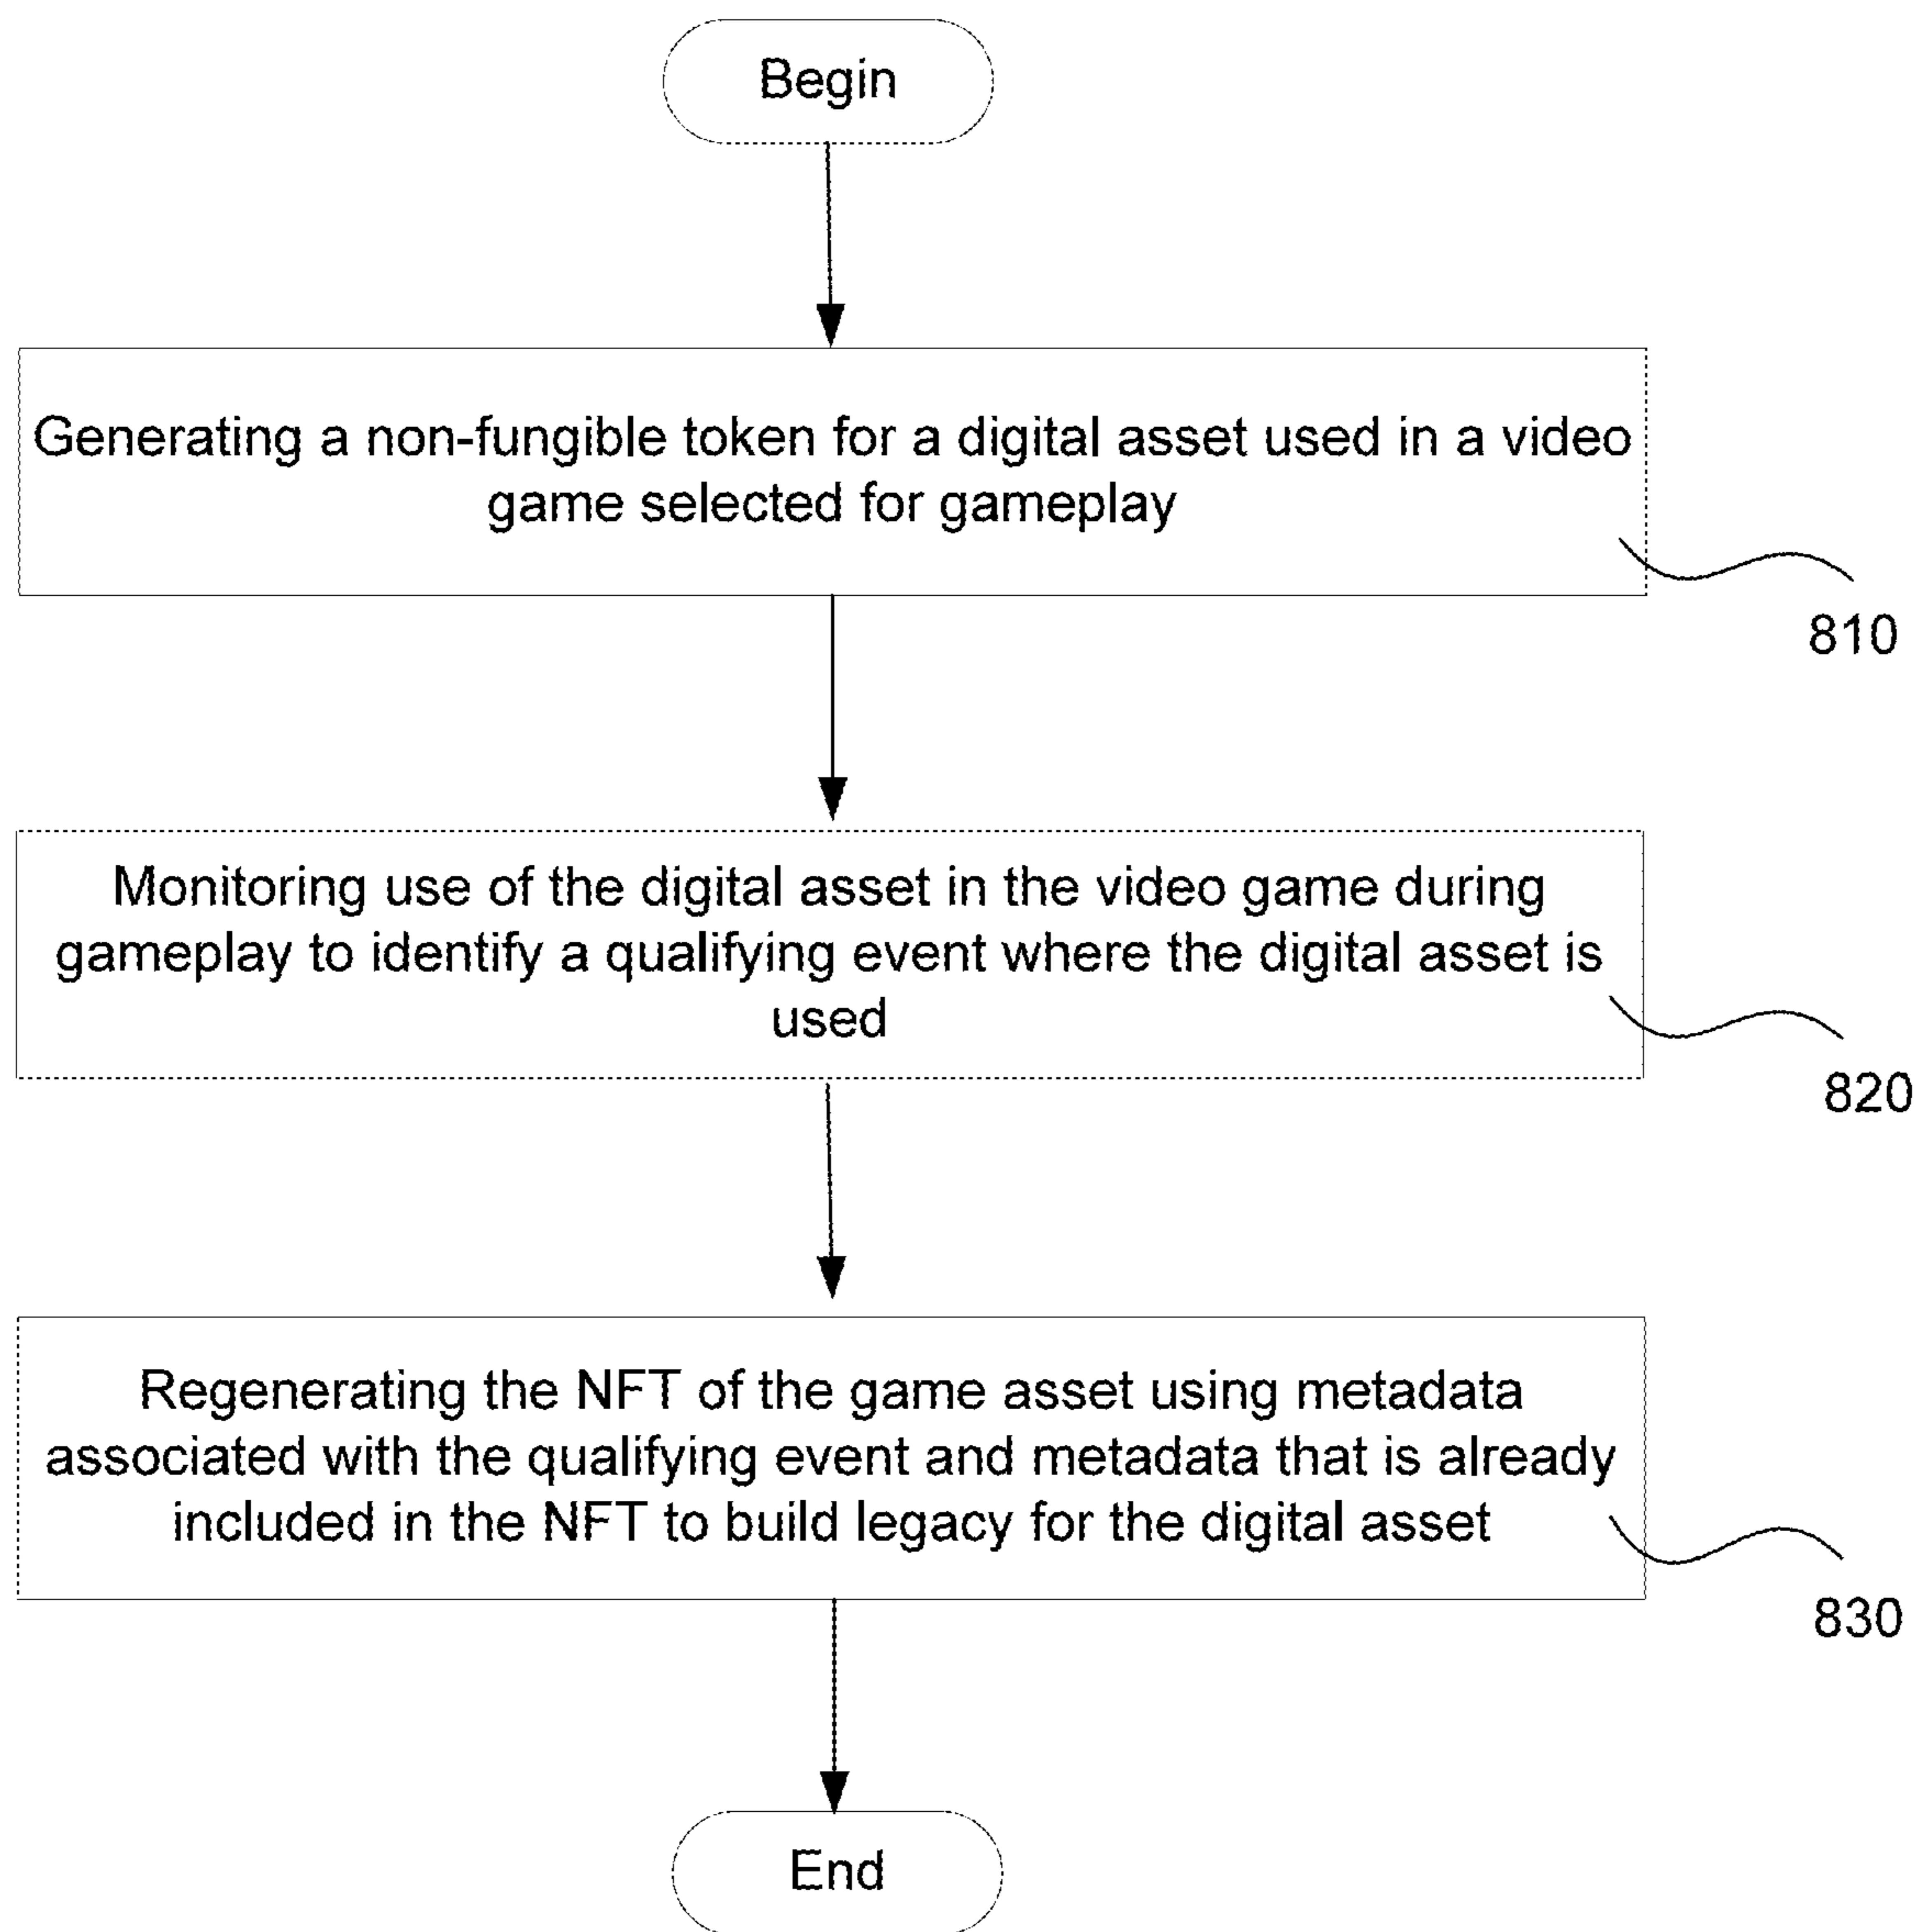 Begin
Generating a non-fungible token for a digital asset used in a video
game selected for gameplay
810
Monitoring use of the digital asset in the video game during
gameplay to identify a qualifying event where the digital asset is
used
820
Regenerating the NFT of the game asset using metadata
associated with the qualifying event and metadata that is already
included in the NFT to build legacy for the digital asset
830
End